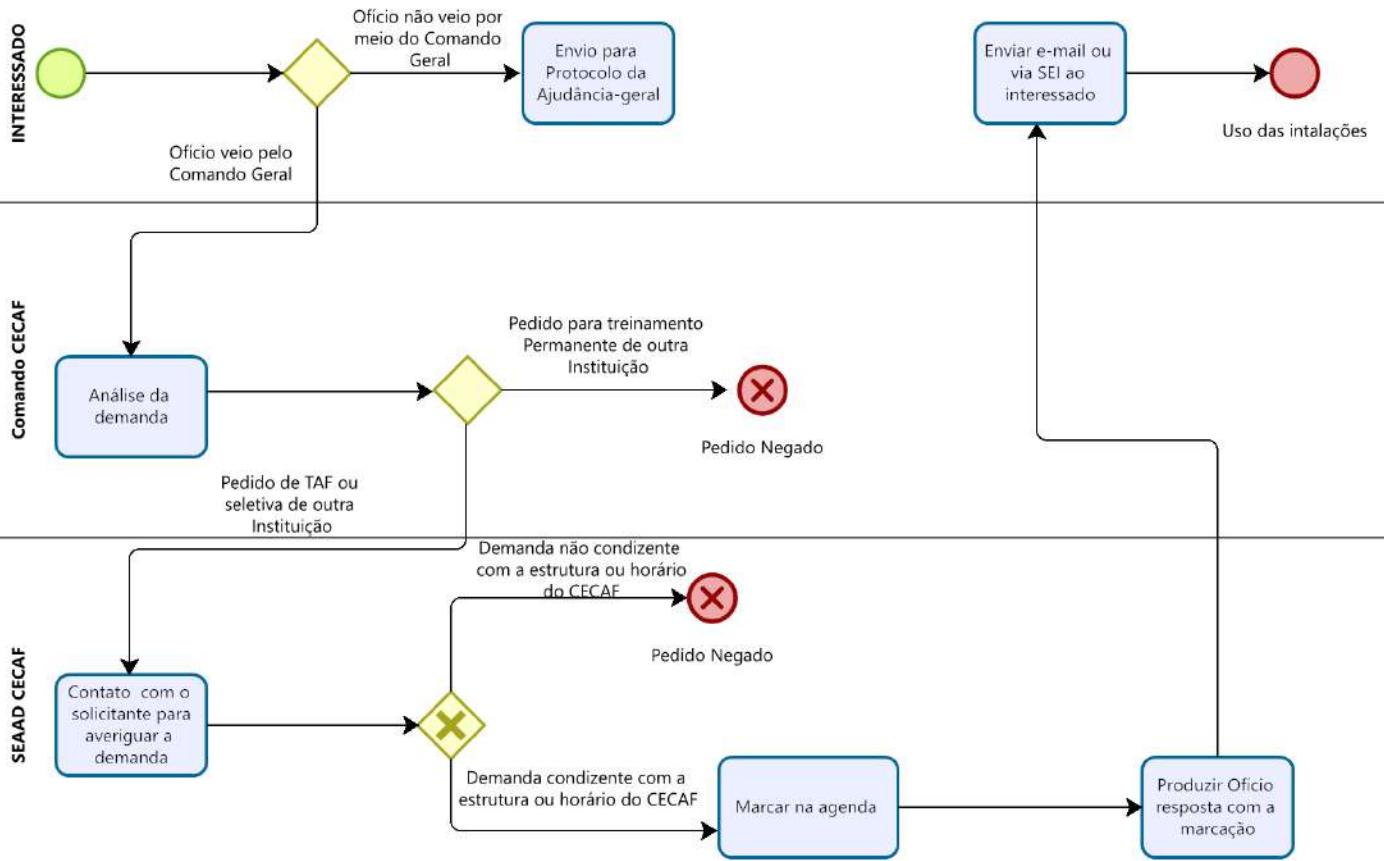 INTERESSADO
Ofício não veio por
meio do Comando
Geral
Envio para
Protocolo da
Ajudância-geral
Enviar e-mail ou
via SEI ao
interessado
Uso das intalações
Ofício veio pelo
Comando Geral
Comando CECAF
Análise da
demanda
Pedido para treinamento
Permanente de outra
Instituição
Pedido Negado
Pedido de TAF ou
seletiva de outra
Instituição
SEAAD CECAF
Demanda não condizente
com a estrutura ou horário
do CECAF
Pedido Negado
Contato com o
solicitante para
averiguar a
demanda
Demanda condizente com a
estrutura ou horário do CECAF
Marcar na agenda
Produzir Ofício
resposta com a
marcação